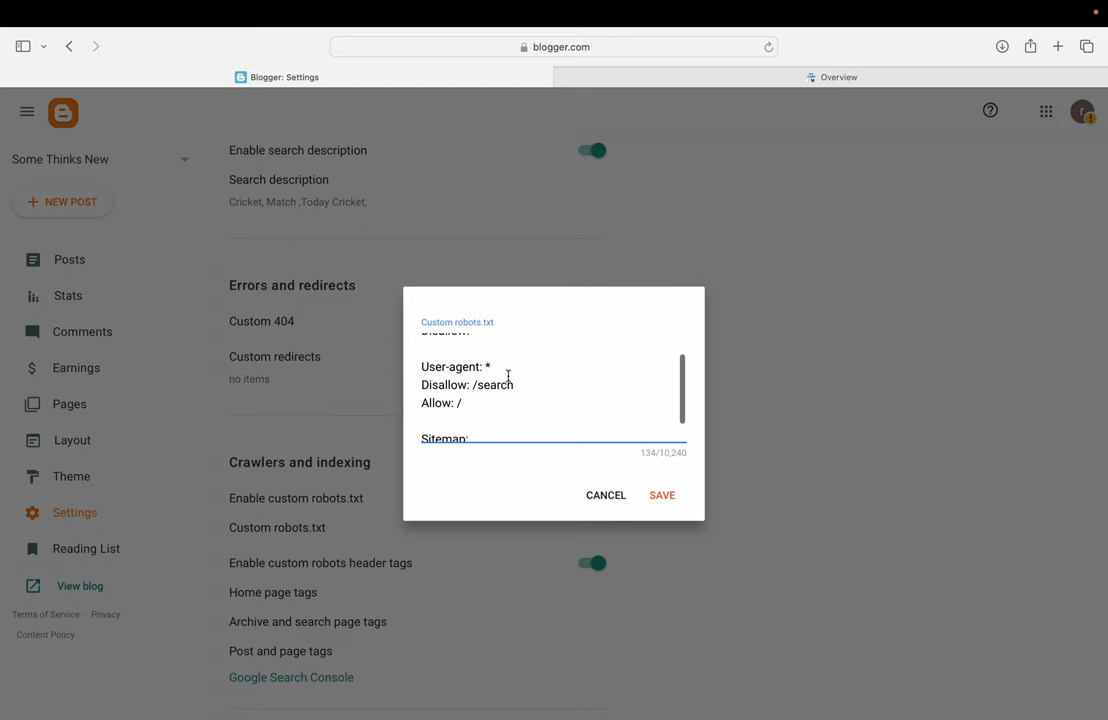 blogger.com
Blogger: Settings
Overview
Some Thinks New
NEW POST
Posts
Stats
Comments
Earnings
Pages
Layout
Theme
Settings
Reading List
View blog
Terms of Service · Privacy ·
Content Policy
Enable search description
Search description
Cricket, Match ,Today Cricket,
Errors and redirects
Custom 404
Custom redirects
no items
Crawlers and indexing
Enable custom robots.txt
Custom robots.txt
Enable custom robots header tags
Home page tags
Archive and search page tags
Post and page tags
Google Search Console
Custom robots.txt
Disallow:
User-agent: *
Disallow: /search
Allow: /
Sitemap:
134/10,240
CANCEL
SAVE
r